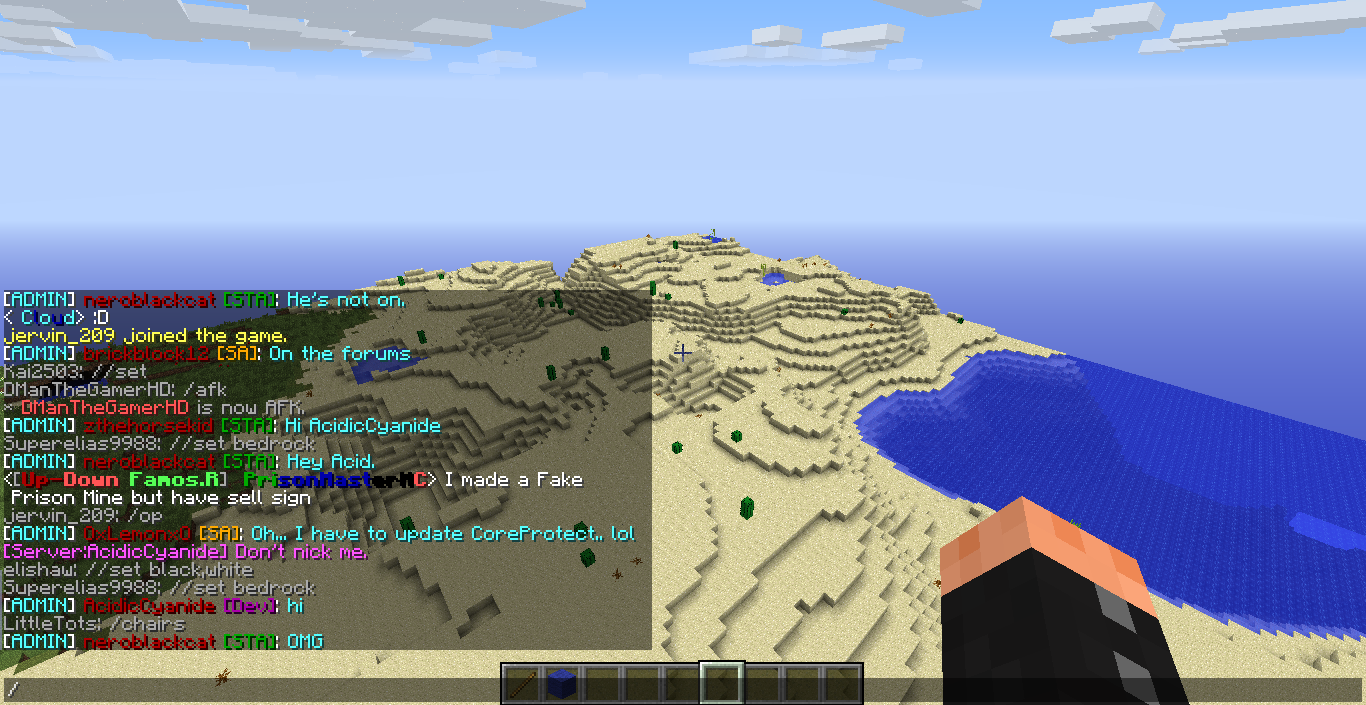 [ADMIN] neroblackcat [STA]: He's not on.
< Cloud> :D
jervin_209 joined the game.
[ADMIN] brickblock12 [SA]: On the forums
Kai2503: //set
DManTheGamerHD: /afk
* DManTheGamerHD is now AFK.
[ADMIN] zthehorsekid [STA]: Hi AcidicCyanide
Superelias9988: //set bedrock
[ADMIN] neroblackcat [STA]: Hey Acid.
<[Up-Down Famos.R] PrisonMasterMC> I made a Fake
Prison Mine but have sell sign
jervin_209: /op
[ADMIN] 0xLemonx0 [SA]: Oh... I have to update CoreProtect.. lol
[Server:AcidicCyanide] Don't nick me.
elishaw: //set black,white
Superelias9988: //set bedrock
[ADMIN] AcidicCyanide [Dev]: hi
LittleTots: /chairs
[ADMIN] neroblackcat [STA]: OMG
/